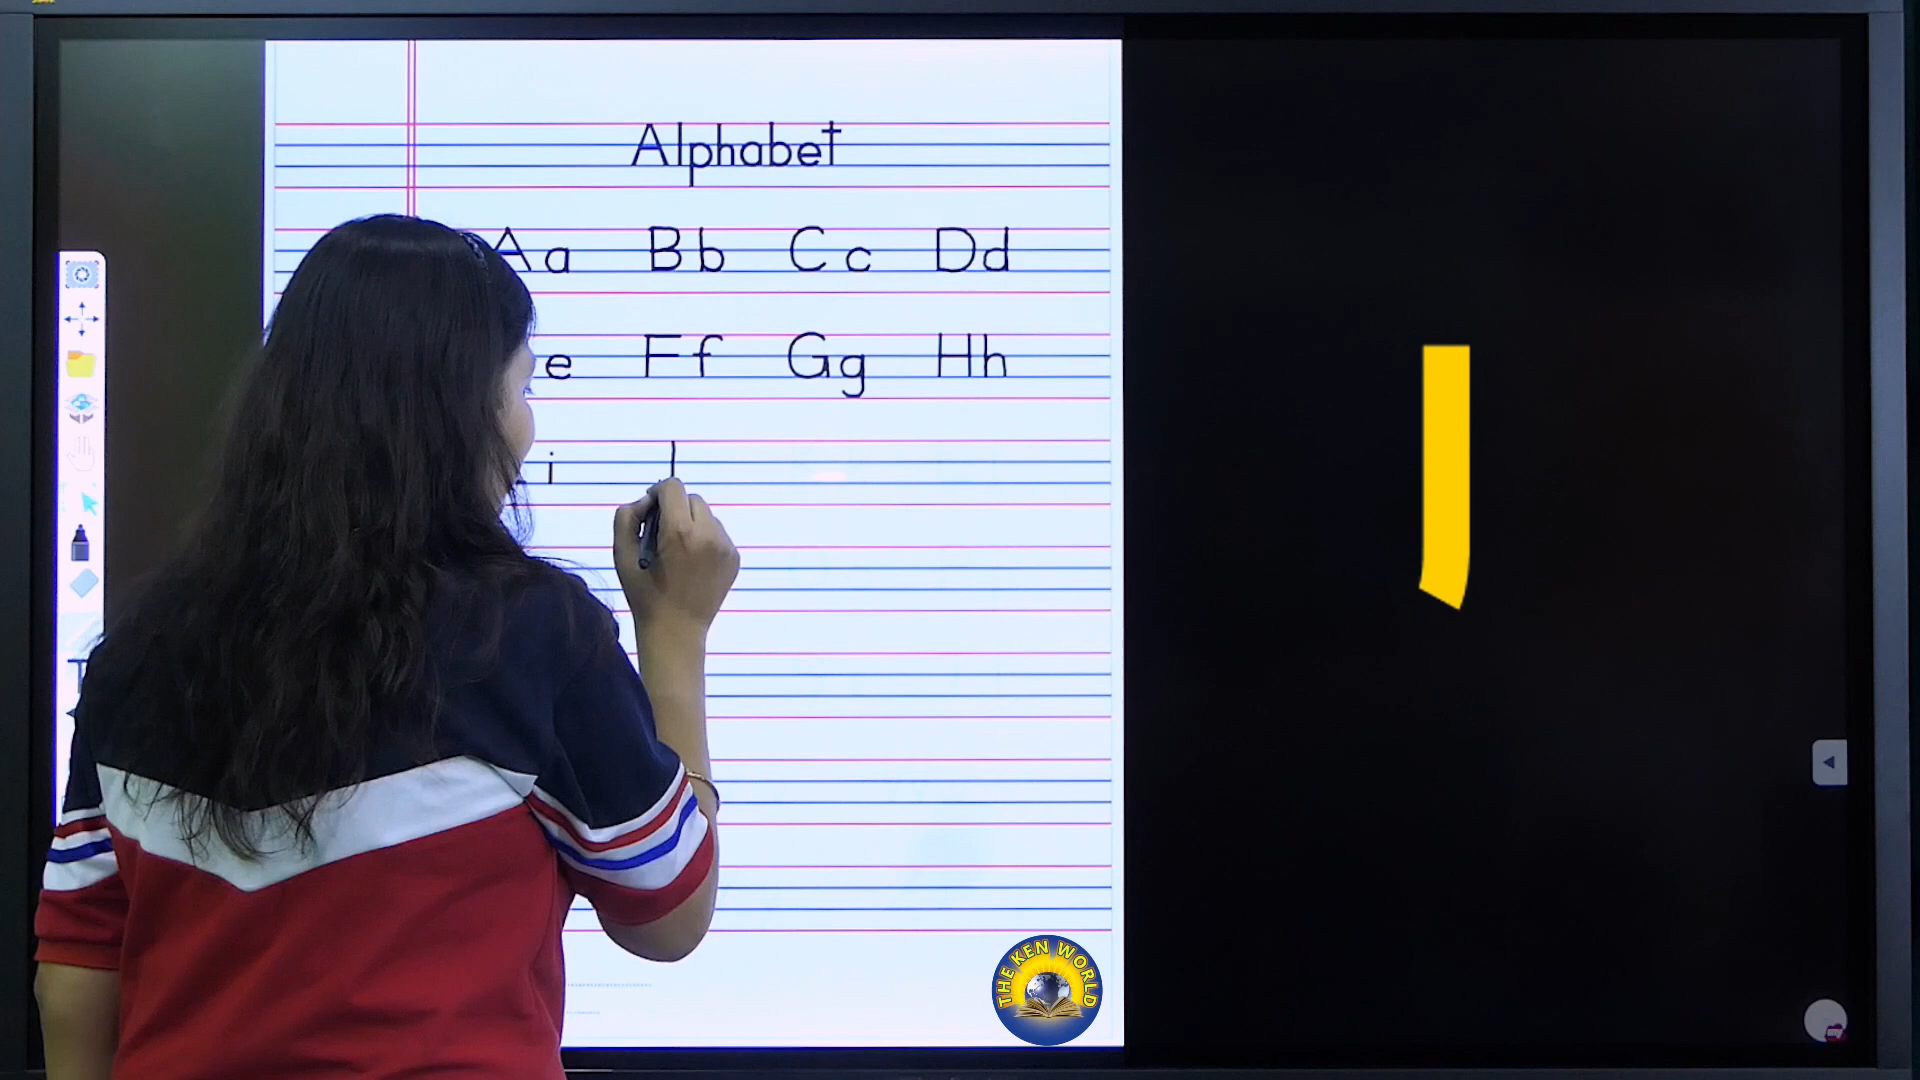 Alphabet
Aa Bb Cc Dd
e Ff Gg Hh
i
THE KEN WORLD